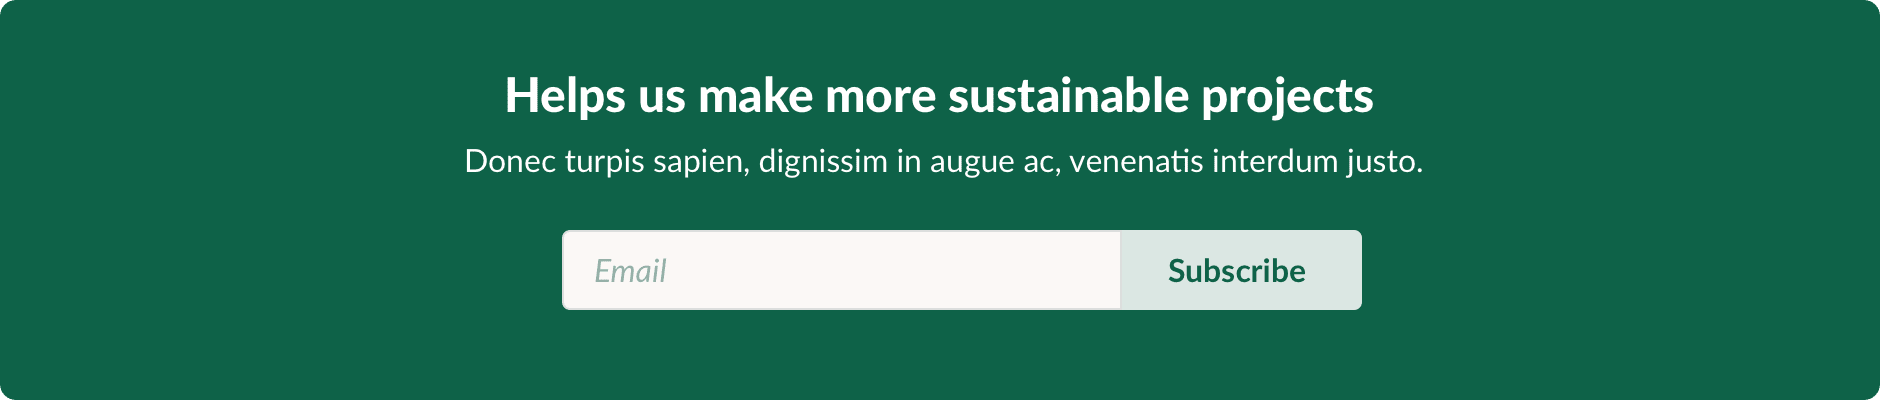 Helps us make more sustainable projects
Donec turpis sapien, dignissim in augue ac, venenatis interdum justo.
Email
Subscribe